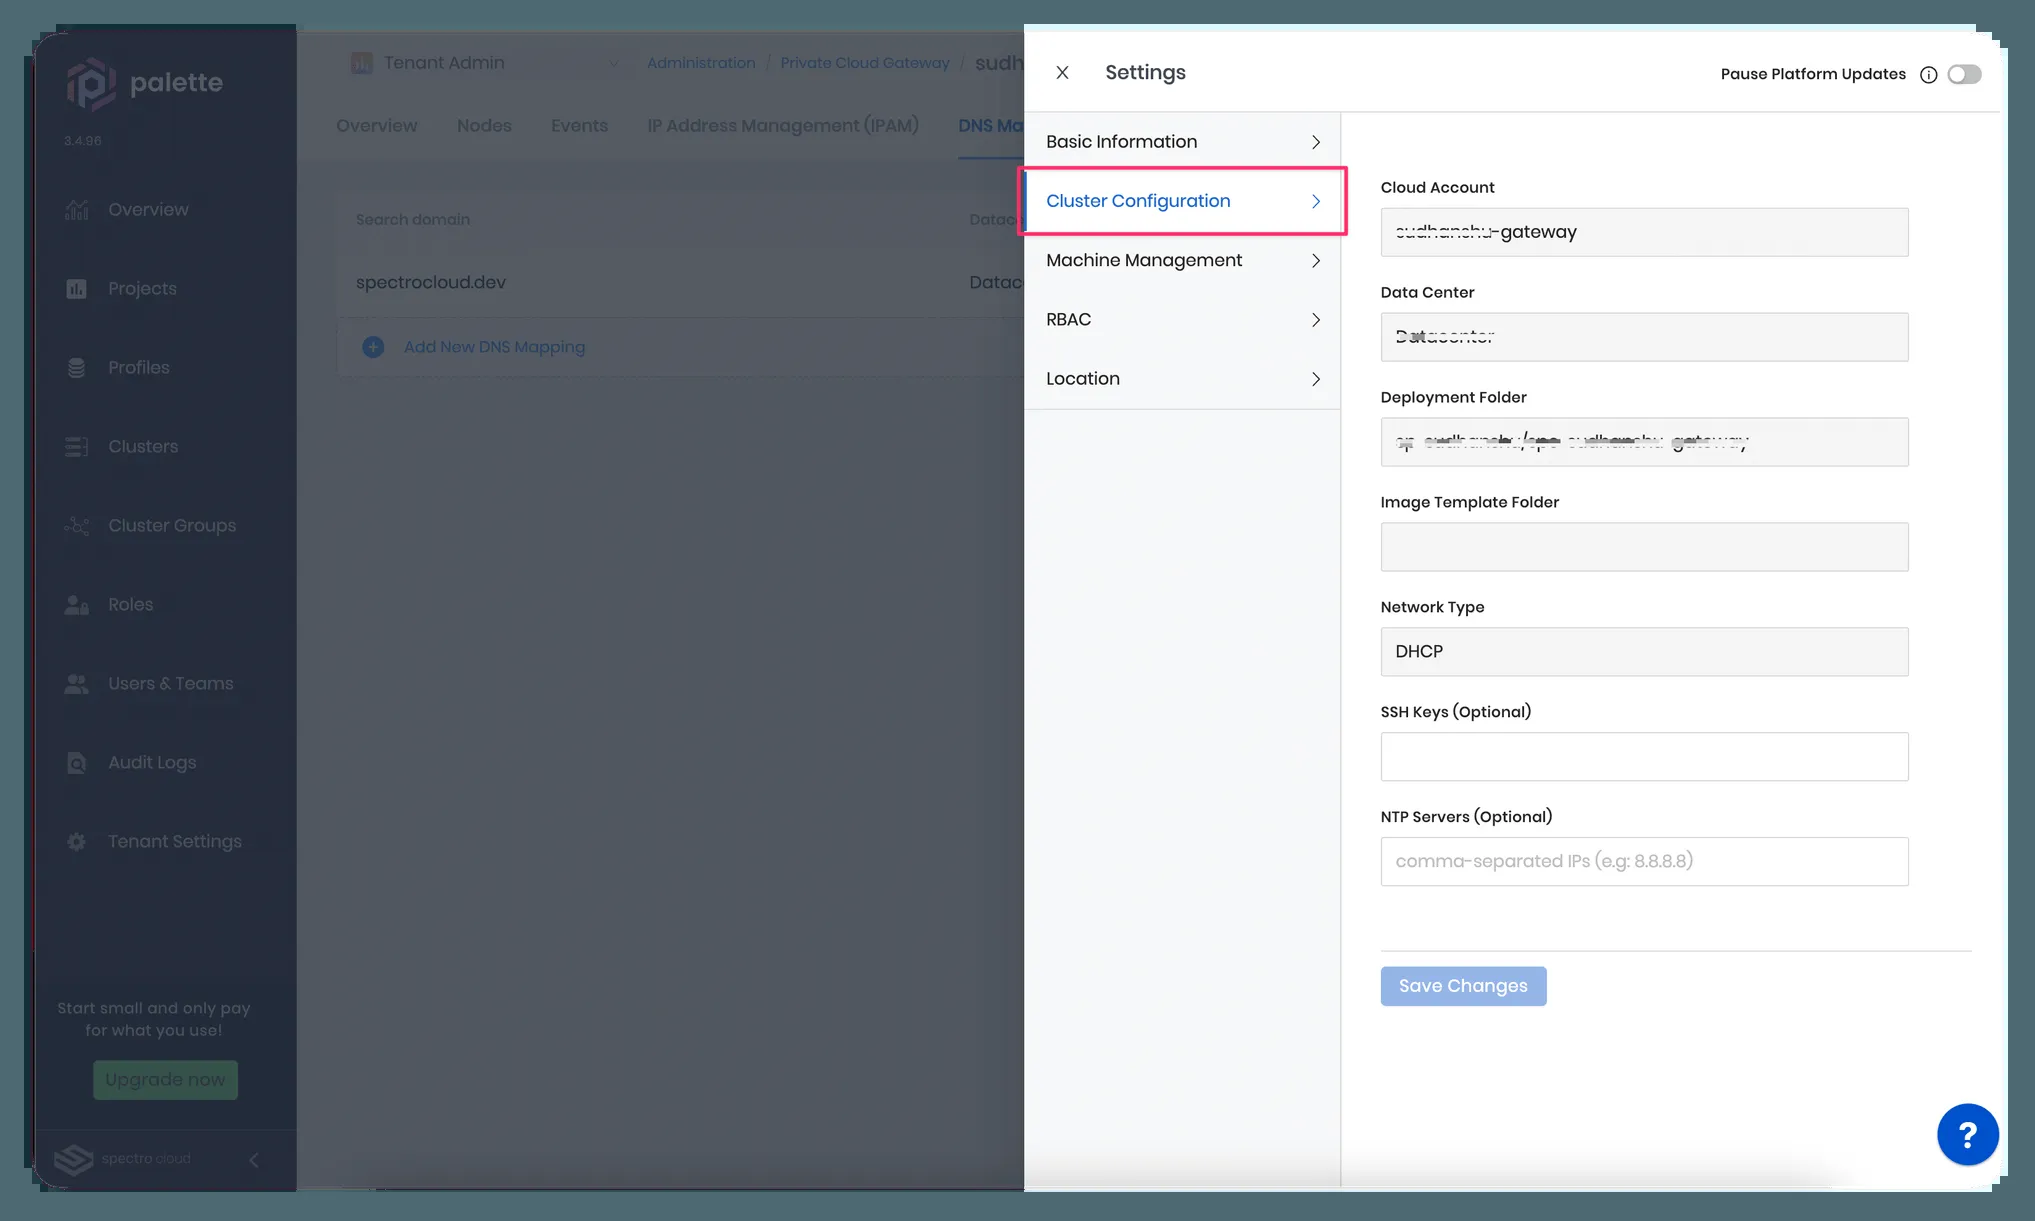 palette
3.4.96
Overview
Projects
Profiles
Clusters
Cluster Groups
Roles
Users & Teams
Audit Logs
Tenant Settings
Start small and only pay
for what you use!
Upgrade now
spectro cloud
Tenant Admin
Administration / Private Cloud Gateway / sudh
Overview Nodes Events IP Address Management (IPAM) DNS Ma
Search domain Datac
spectrocloud.dev Datac
Add New DNS Mapping
Settings
Pause Platform Updates
Basic Information
Cluster Configuration
Machine Management
RBAC
Location
Cloud Account
sudhanshu-gateway
Data Center
Datacenter
Deployment Folder
Image Template Folder
Network Type
DHCP
SSH Keys (Optional)
NTP Servers (Optional)
comma-separated IPs (e.g: 8.8.8.8)
Save Changes
?